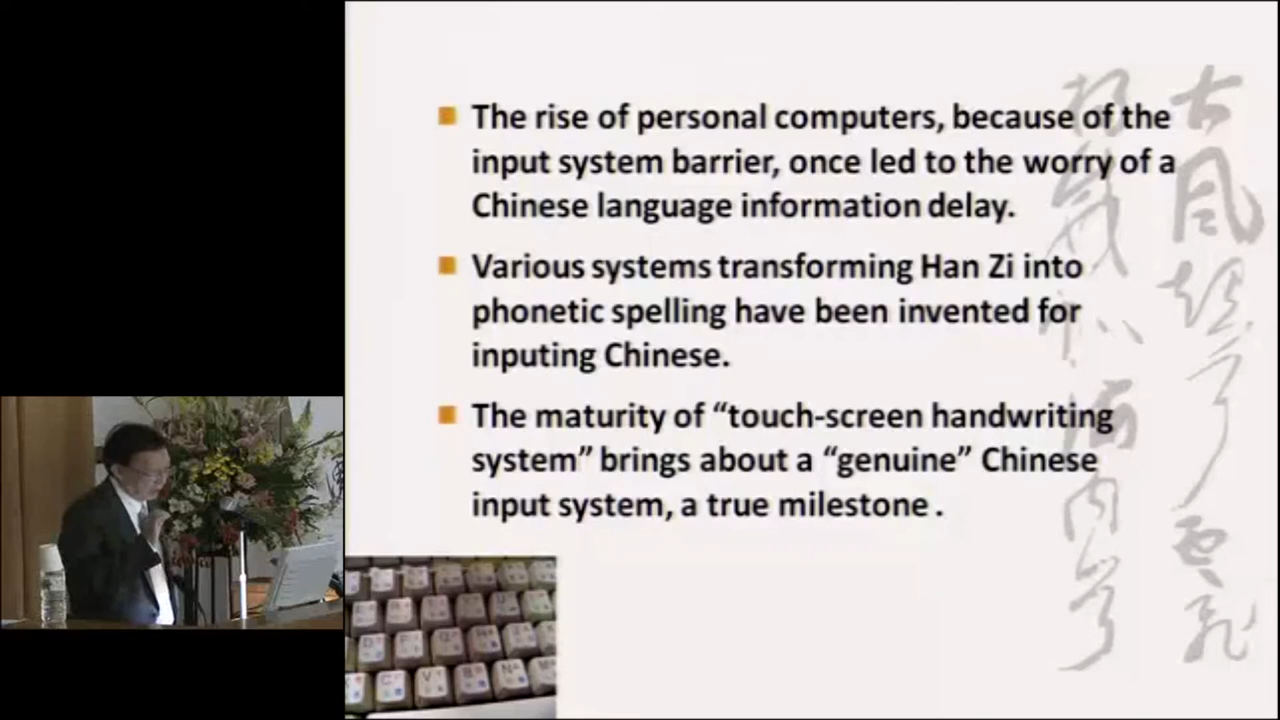 The rise of personal computers, because of the
input system barrier, once led to the worry of a
Chinese language information delay.
Various systems transforming Han Zi into
phonetic spelling have been invented for
inputing Chinese.
The maturity of “touch-screen handwriting
system” brings about a “genuine” Chinese
input system, a true milestone .